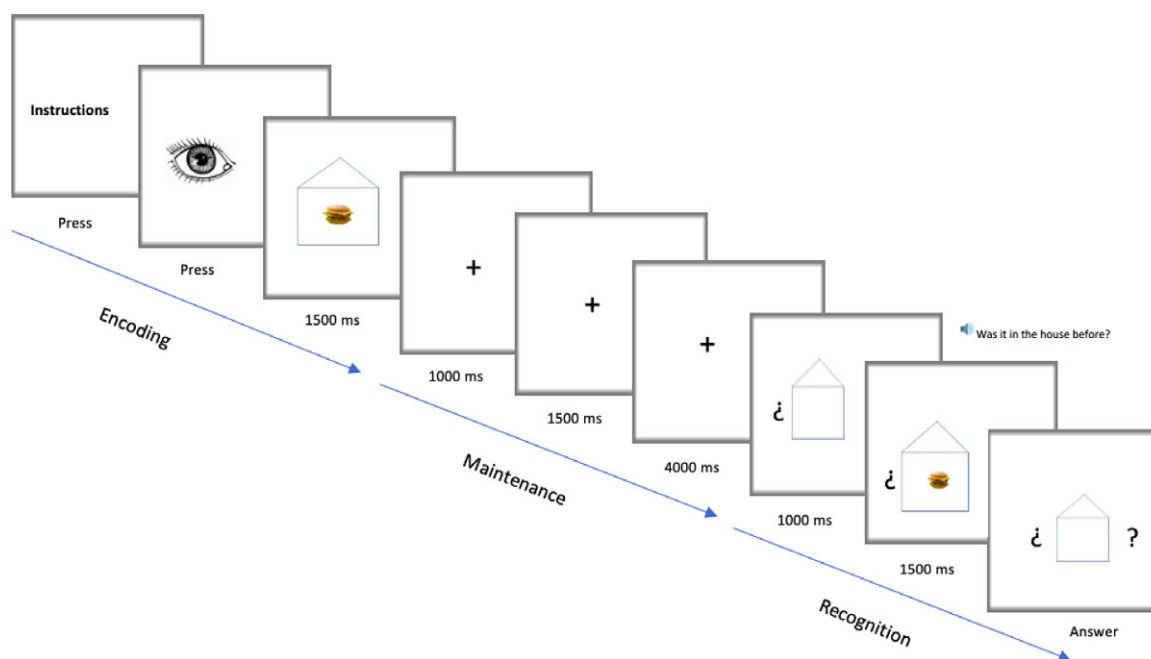 Instructions
Press
Press
1500 ms
Encoding
+
1000 ms
+
1500 ms
+
4000 ms
Maintenance
¿
1000 ms
Was it in the house before?
¿
1500 ms
¿ ?
Answer
Recognition